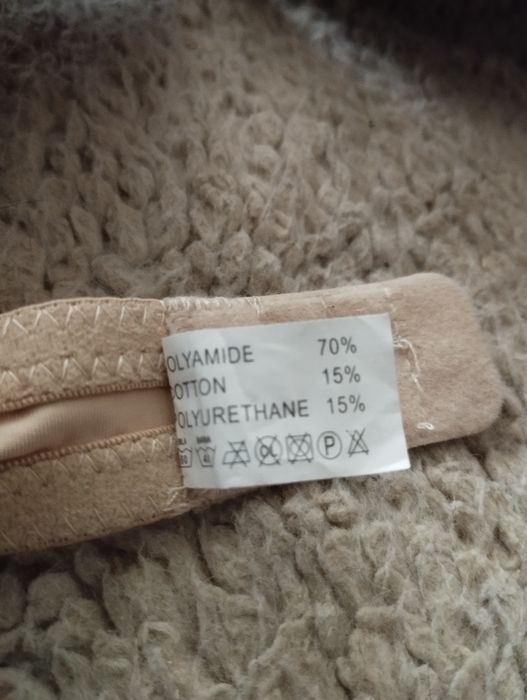 OLYAMIDE 70%
OTTON 15%
OLYURETHANE 15%
P